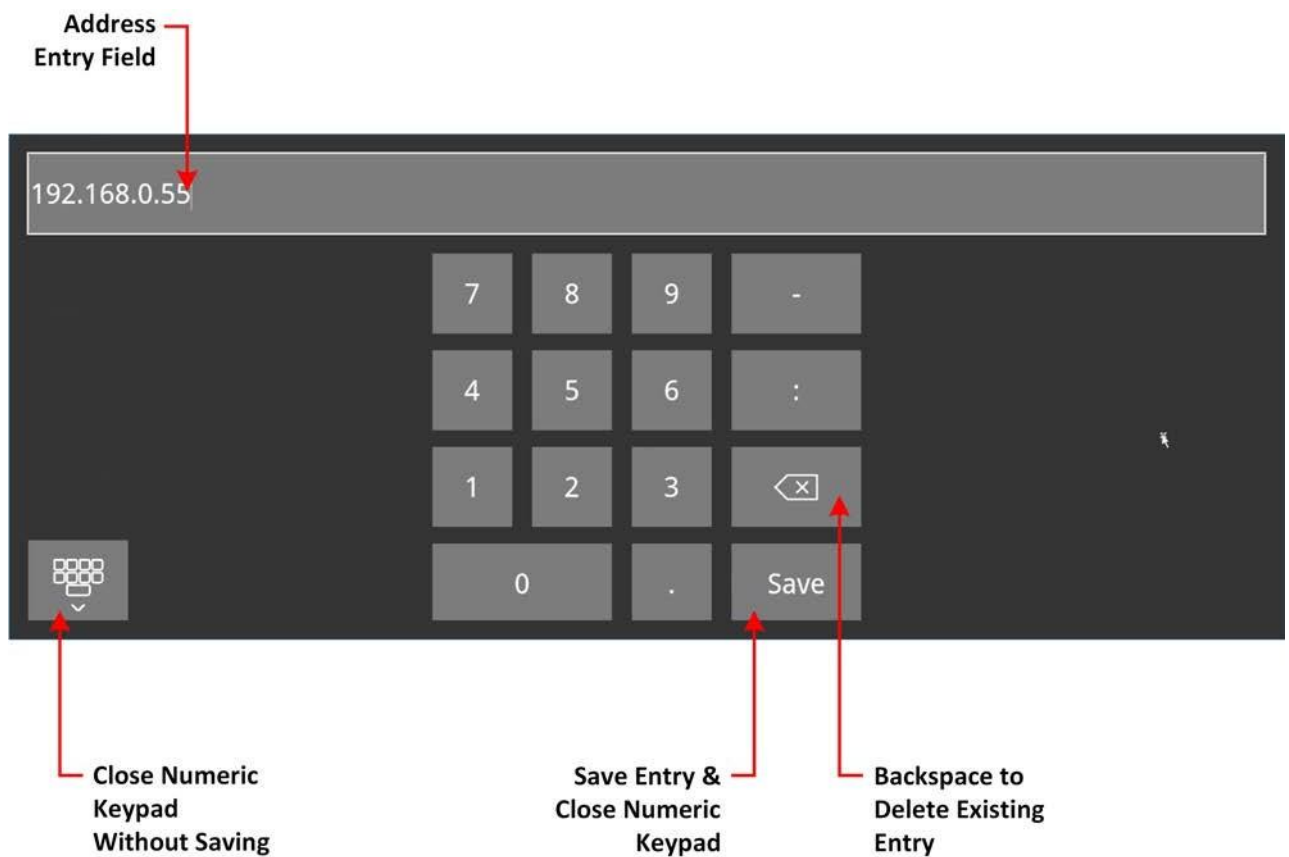 Address
Entry Field
192.168.0.55
7 8 9 -
4 5 6 :
1 2 3
0 . Save
Close Numeric
Keypad
Without Saving
Save Entry &
Close Numeric
Keypad
Backspace to
Delete Existing
Entry